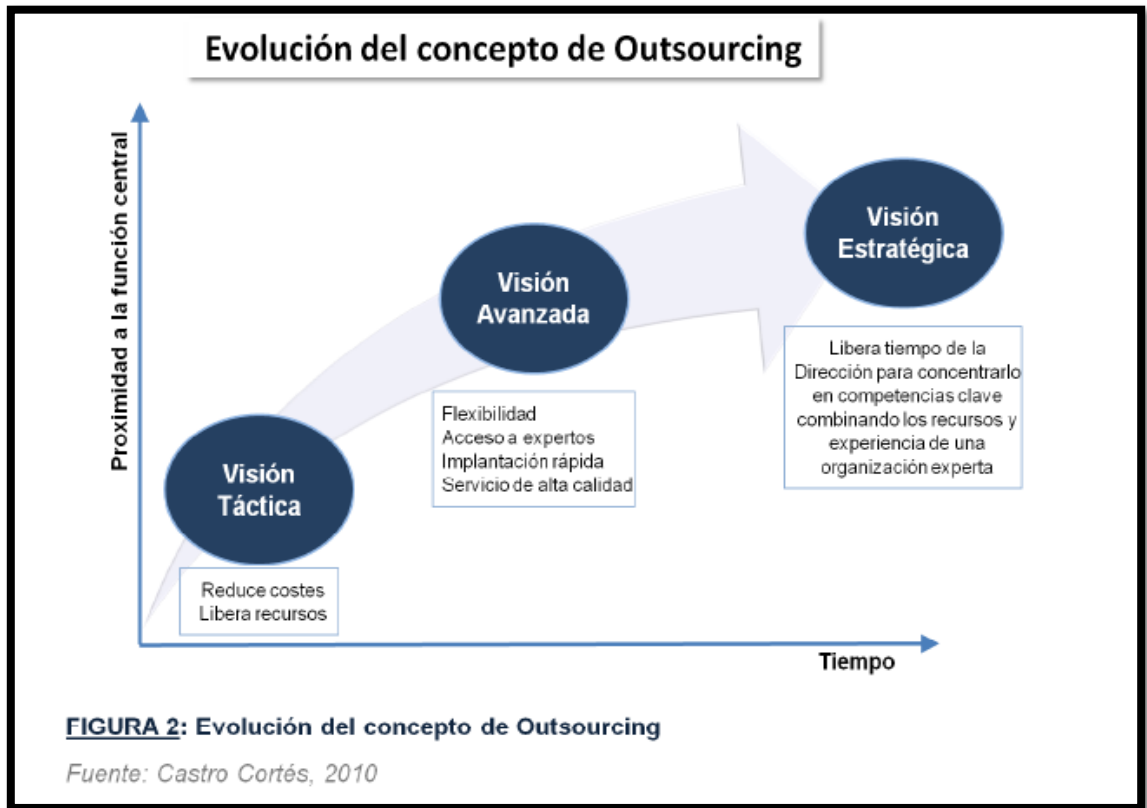 Evolución del concepto de Outsourcing
Proximidad a la función central
Visión
Táctica
Reduce costes
Libera recursos
Visión
Avanzada
Flexibilidad
Acceso a expertos
Implantación rápida
Servicio de alta calidad
Visión
Estratégica
Libera tiempo de la
Dirección para concentrarlo
en competencias clave
combinando los recursos y
experiencia de una
organización experta
Tiempo
FIGURA 2: Evolución del concepto de Outsourcing
Fuente: Castro Cortés, 2010